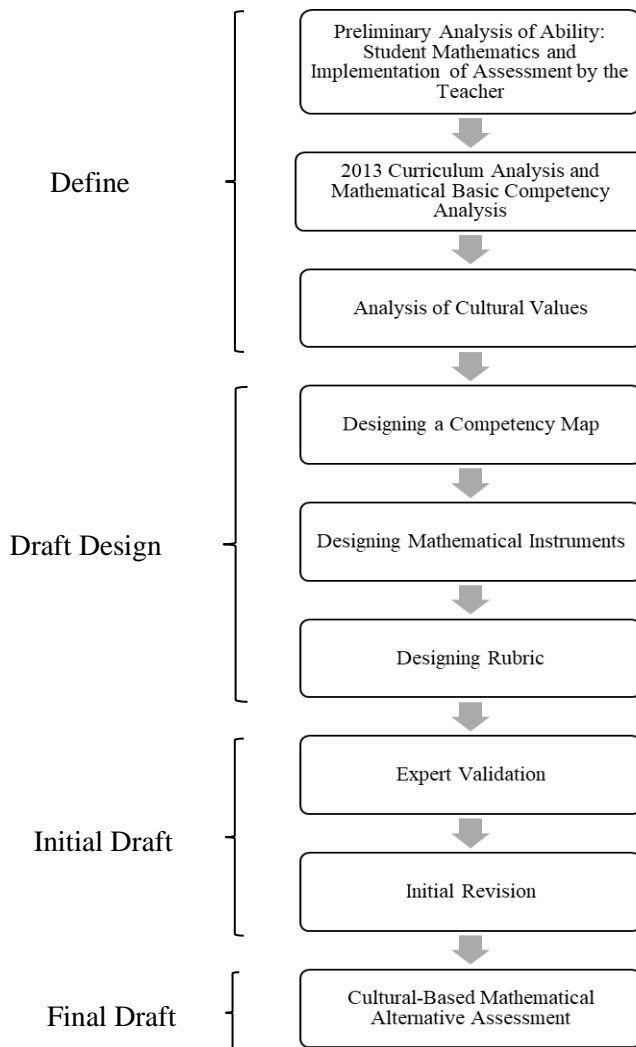 Preliminary Analysis of Ability:
Student Mathematics and
Implementation of Assessment by the
Teacher
Define
2013 Curriculum Analysis and
Mathematical Basic Competency
Analysis
Analysis of Cultural Values
Designing a Competency Map
Draft Design
Designing Mathematical Instruments
Designing Rubric
Expert Validation
Initial Draft
Initial Revision
Final Draft
Cultural-Based Mathematical
Alternative Assessment